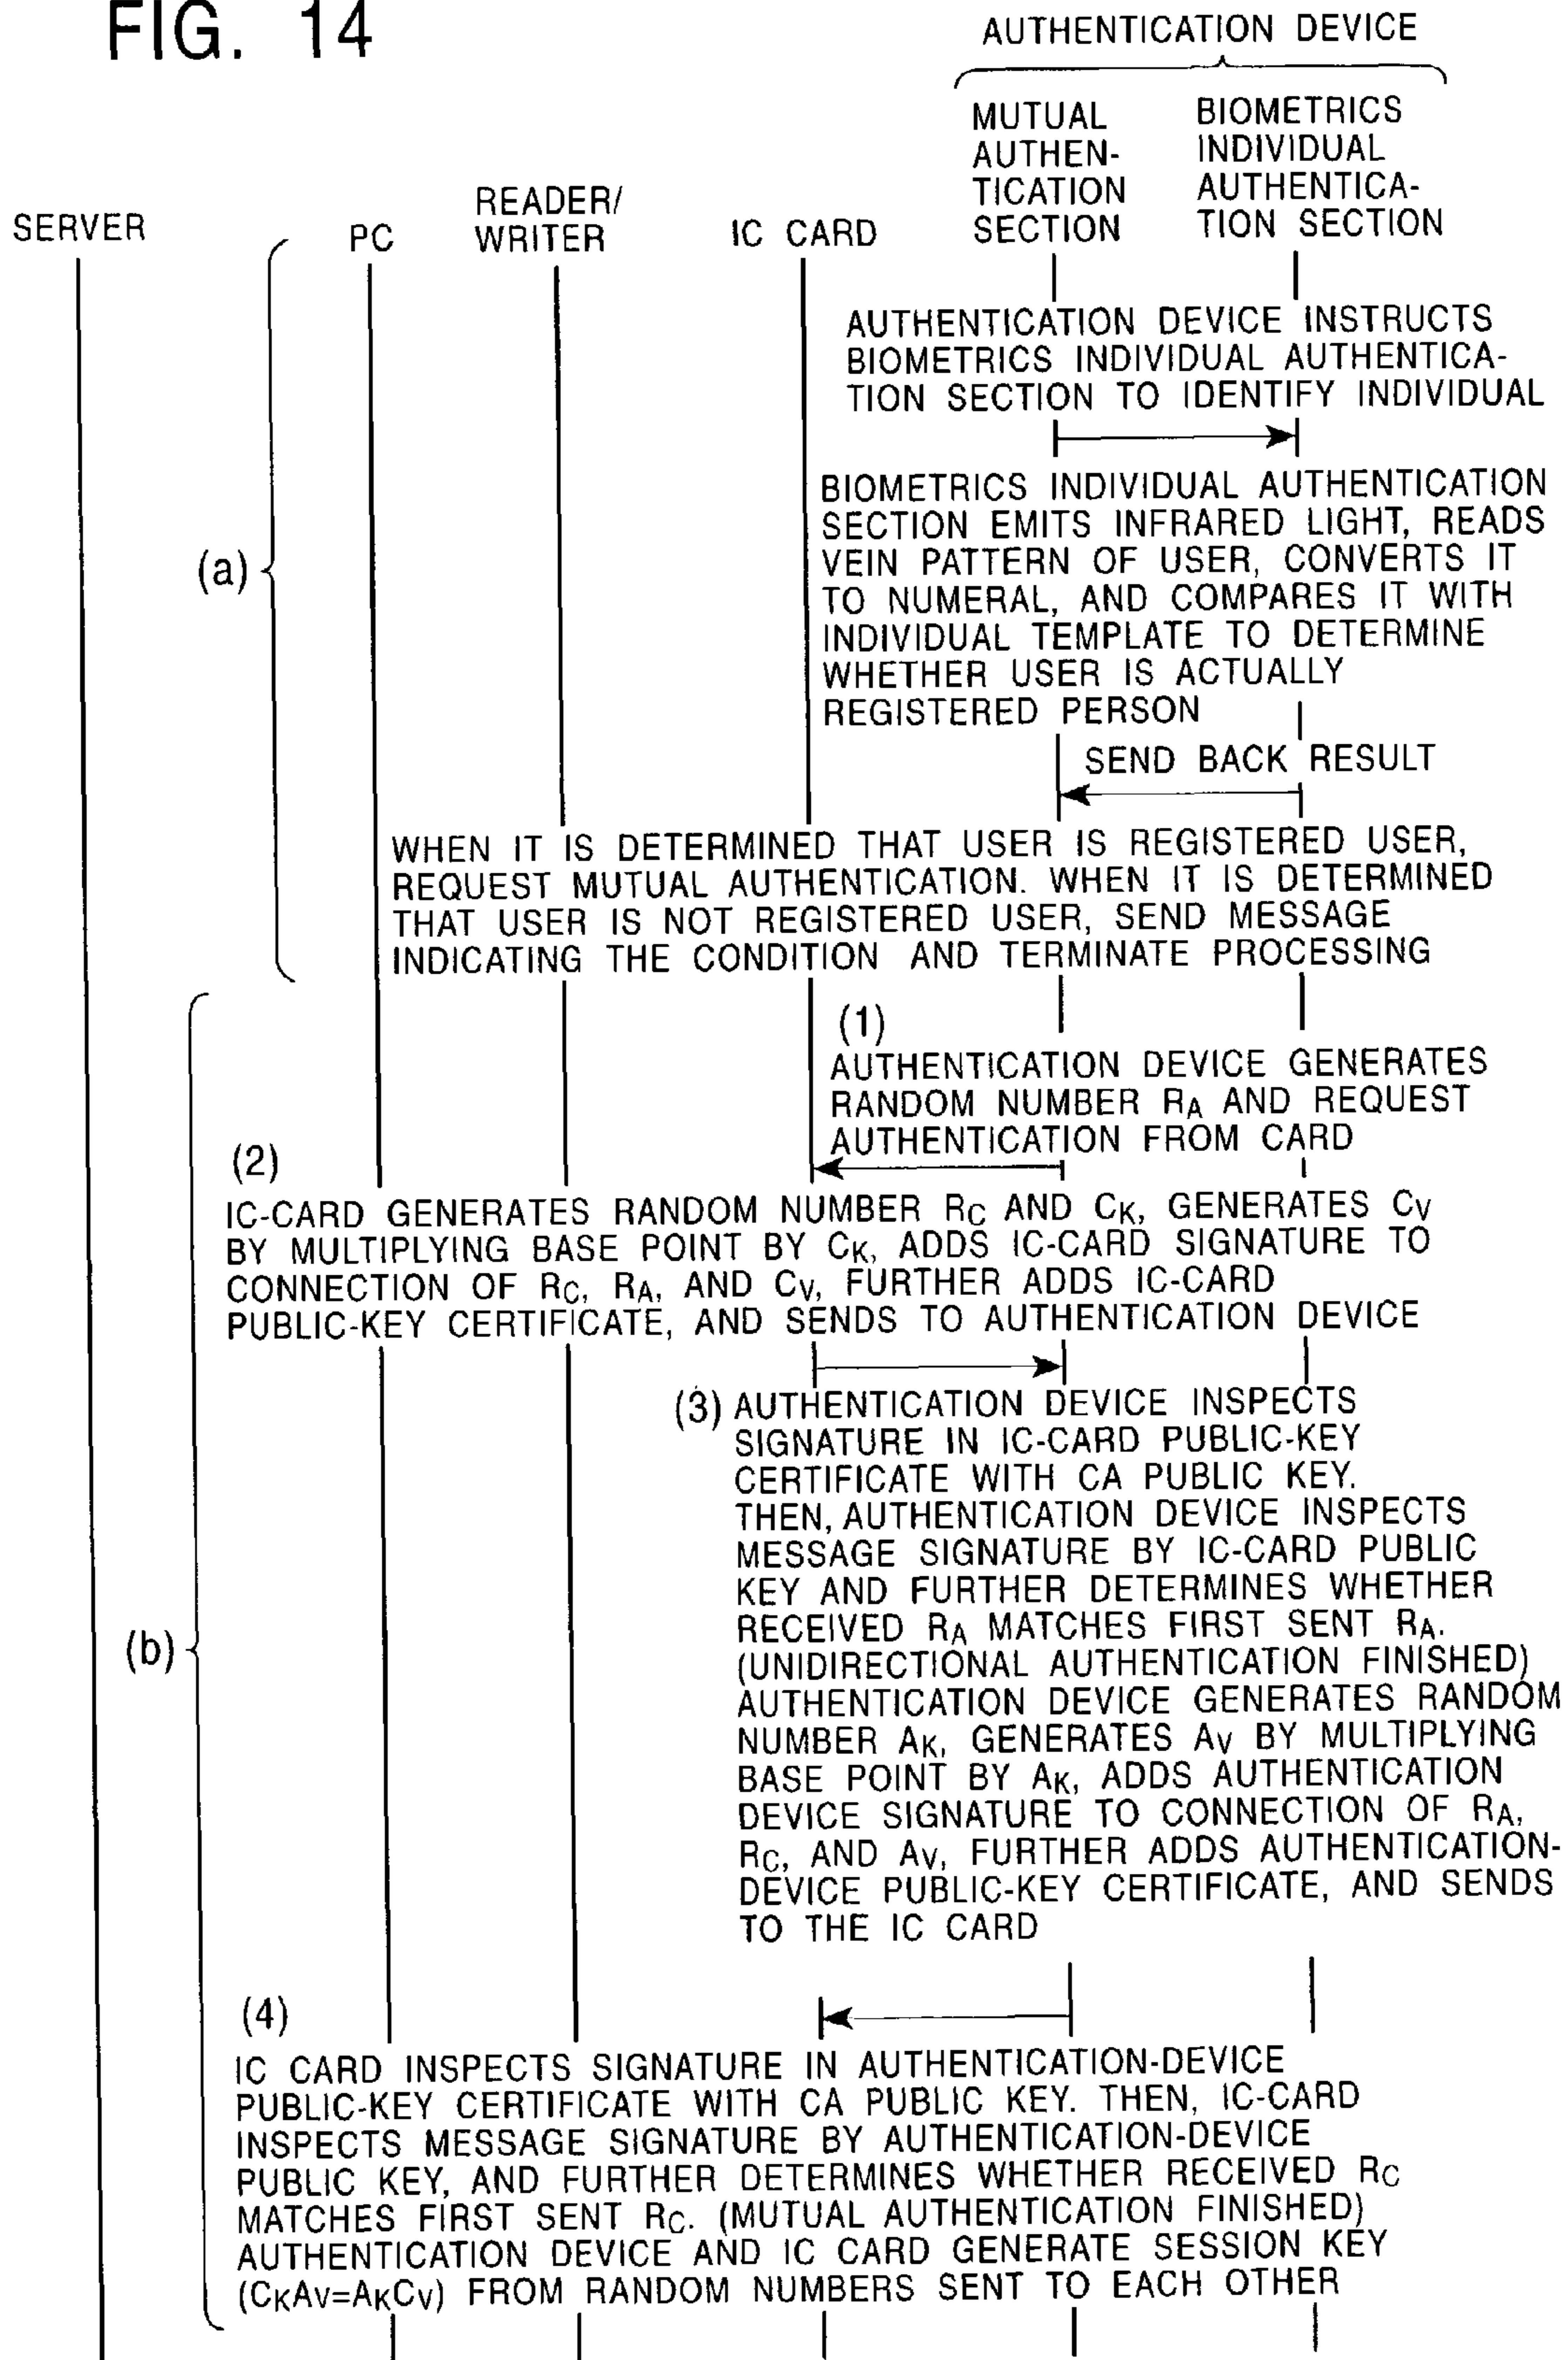 FIG. 14
AUTHENTICATION DEVICE
MUTUAL
AUTHEN-
TICATION
SECTION
BIOMETRICS
INDIVIDUAL
AUTHENTICA-
TION SECTION
SERVER
PC
READER/
WRITER
IC CARD
AUTHENTICATION DEVICE INSTRUCTS
BIOMETRICS INDIVIDUAL AUTHENTICA-
TION SECTION TO IDENTIFY INDIVIDUAL
(a)
BIOMETRICS INDIVIDUAL AUTHENTICATION
SECTION EMITS INFRARED LIGHT, READS
VEIN PATTERN OF USER, CONVERTS IT
TO NUMERAL, AND COMPARES IT WITH
INDIVIDUAL TEMPLATE TO DETERMINE
WHETHER USER IS ACTUALLY
REGISTERED PERSON
SEND BACK RESULT
WHEN IT IS DETERMINED THAT USER IS REGISTERED USER,
REQUEST MUTUAL AUTHENTICATION. WHEN IT IS DETERMINED
THAT USER IS NOT REGISTERED USER, SEND MESSAGE
INDICATING THE CONDITION AND TERMINATE PROCESSING
(1)
AUTHENTICATION DEVICE GENERATES
RANDOM NUMBER RA AND REQUEST
AUTHENTICATION FROM CARD
(2)
IC-CARD GENERATES RANDOM NUMBER RC AND CK, GENERATES CV
BY MULTIPLYING BASE POINT BY CK, ADDS IC-CARD SIGNATURE TO
CONNECTION OF RC, RA, AND CV, FURTHER ADDS IC-CARD
PUBLIC-KEY CERTIFICATE, AND SENDS TO AUTHENTICATION DEVICE
(b)
(3) AUTHENTICATION DEVICE INSPECTS
SIGNATURE IN IC-CARD PUBLIC-KEY
CERTIFICATE WITH CA PUBLIC KEY.
THEN, AUTHENTICATION DEVICE INSPECTS
MESSAGE SIGNATURE BY IC-CARD PUBLIC
KEY AND FURTHER DETERMINES WHETHER
RECEIVED RA MATCHES FIRST SENT RA.
(UNIDIRECTIONAL AUTHENTICATION FINISHED)
AUTHENTICATION DEVICE GENERATES RANDOM
NUMBER AK, GENERATES AV BY MULTIPLYING
BASE POINT BY AK, ADDS AUTHENTICATION
DEVICE SIGNATURE TO CONNECTION OF RA,
RC, AND AV, FURTHER ADDS AUTHENTICATION-
DEVICE PUBLIC-KEY CERTIFICATE, AND SENDS
TO THE IC CARD
(4)
IC CARD INSPECTS SIGNATURE IN AUTHENTICATION-DEVICE
PUBLIC-KEY CERTIFICATE WITH CA PUBLIC KEY. THEN, IC-CARD
INSPECTS MESSAGE SIGNATURE BY AUTHENTICATION-DEVICE
PUBLIC KEY, AND FURTHER DETERMINES WHETHER RECEIVED RC
MATCHES FIRST SENT RC. (MUTUAL AUTHENTICATION FINISHED)
AUTHENTICATION DEVICE AND IC CARD GENERATE SESSION KEY
(CKAV=AKCV) FROM RANDOM NUMBERS SENT TO EACH OTHER